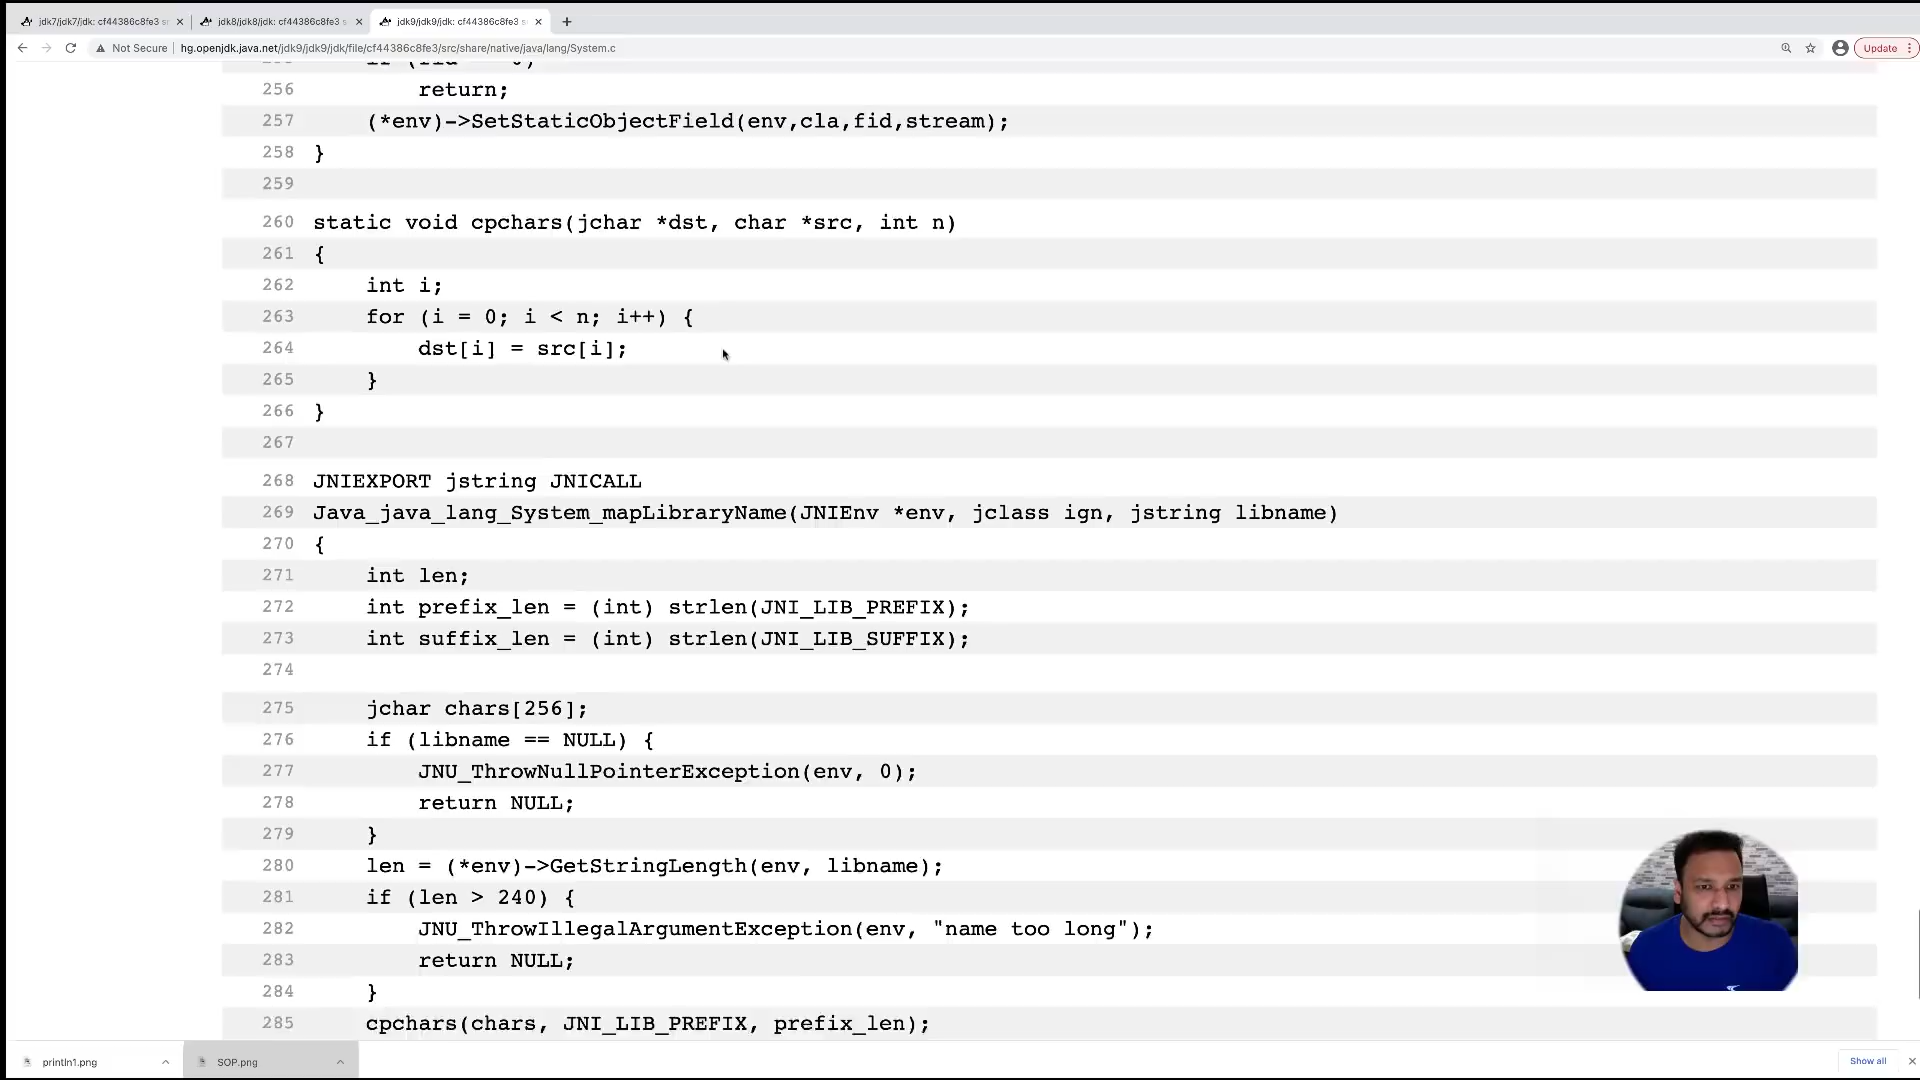 jdk7/jdk7/jdk: cf44386c8fe3 s
jdk8/jdk8/jdk: cf44386c8fe3 s
jdk9/jdk9/jdk: cf44386c8fe3 s
Not Secure
hg.openjdk.java.net/jdk9/jdk9/jdk/file/cf44386c8fe3/src/share/native/java/lang/System.c
Update
256 return;
257 (*env)->SetStaticObjectField(env,cla,fid,stream);
258 }
259
260 static void cpchars(jchar *dst, char *src, int n)
261 {
262 int i;
263 for (i = 0; i < n; i++) {
264 dst[i] = src[i];
265 }
266 }
267
268 JNIEXPORT jstring JNICALL
269 Java_java_lang_System_mapLibraryName(JNIEnv *env, jclass ign, jstring libname)
270 {
271 int len;
272 int prefix_len = (int) strlen(JNI_LIB_PREFIX);
273 int suffix_len = (int) strlen(JNI_LIB_SUFFIX);
274
275 jchar chars[256];
276 if (libname == NULL) {
277 JNU_ThrowNullPointerException(env, 0);
278 return NULL;
279 }
280 len = (*env)->GetStringLength(env, libname);
281 if (len > 240) {
282 JNU_ThrowIllegalArgumentException(env, "name too long");
283 return NULL;
284 }
285 cpchars(chars, JNI_LIB_PREFIX, prefix_len);
println1.png
SOP.png
Show all